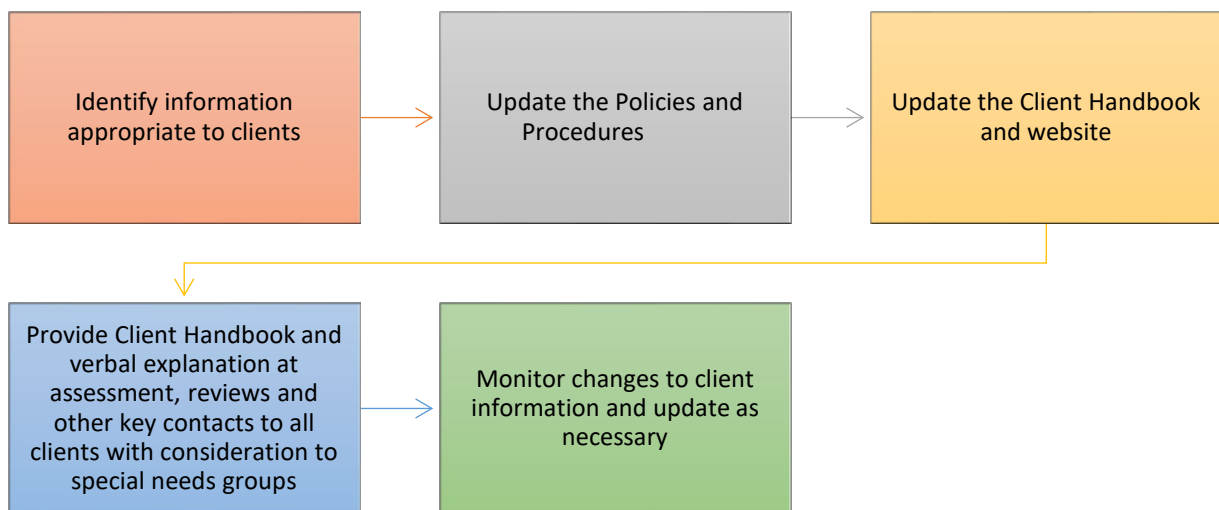 Identify information
appropriate to clients
Update the Policies and
Procedures
Update the Client Handbook
and website
Provide Client Handbook and
verbal explanation at
assessment, reviews and
other key contacts to all
clients with consideration to
special needs groups
Monitor changes to client
information and update as
necessary